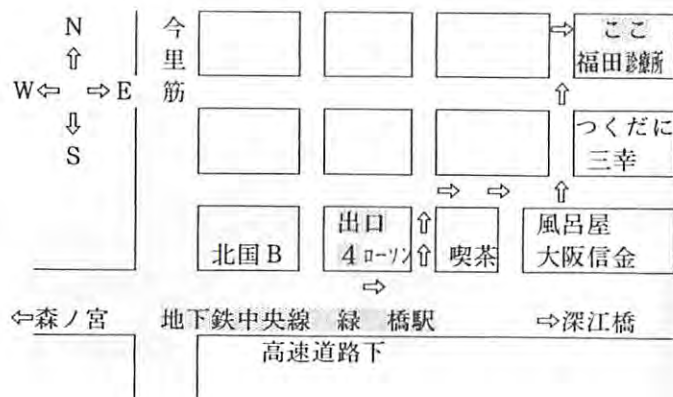 N
⇧
W⇦ ⇨E
⇩
S
今里筋
⇨
ここ
福田診療所
⇧
つくだに
三幸
⇨ ⇨ ⇧
北国B
出口
4 ローソン
⇧
⇧
⇨
喫茶
風呂屋
大阪信金
⇦森ノ宮 地下鉄中央線 緑 橋駅 ⇨深江橋
高速道路下